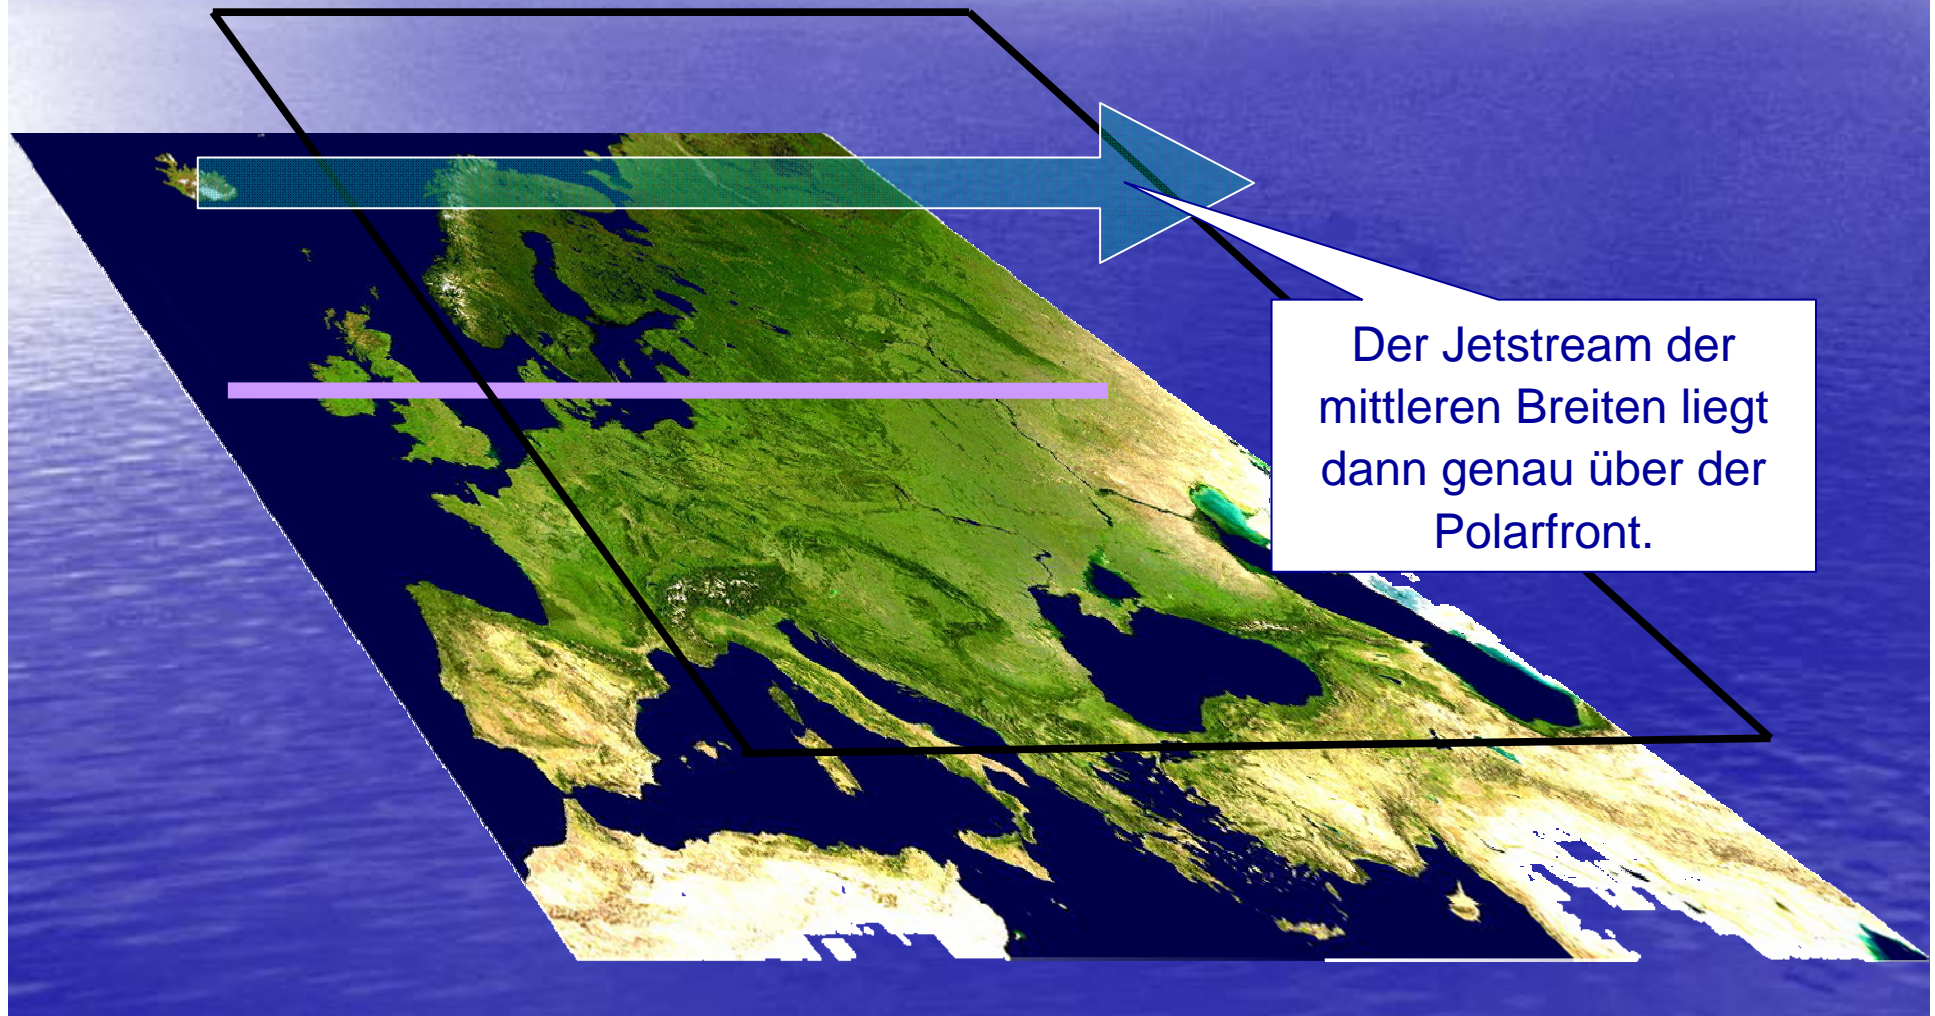 Der Jetstream der
mittleren Breiten liegt
dann genau über der
Polarfront.